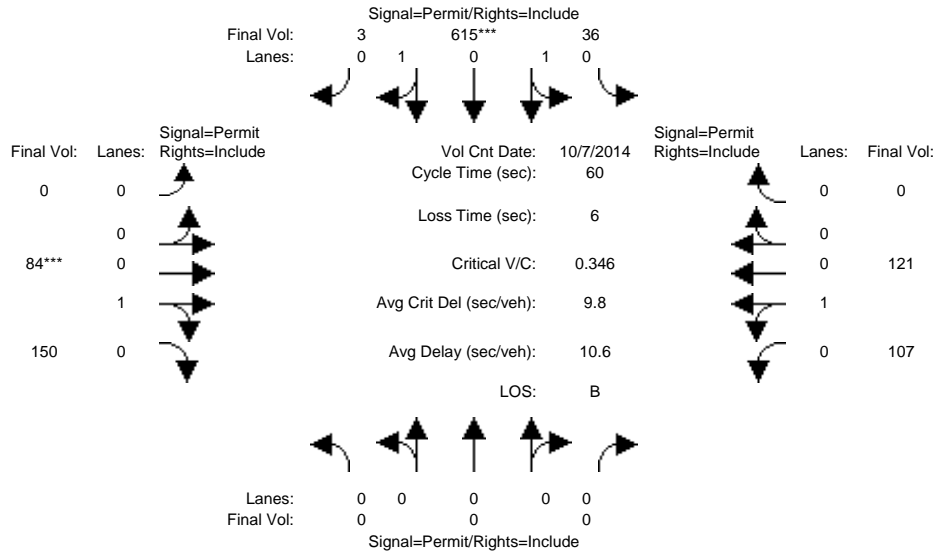 Signal=Permit/Rights=Include
Final Vol: 3 615*** 36
Lanes: 0 1 0 1 0
Signal=Permit Signal=Permit
Final Vol: Lanes: Rights=Include Vol Cnt Date: 10/7/2014 Rights=Include Lanes: Final Vol:
Cycle Time (sec): 60
0 0 0 0
Loss Time (sec): 6
0 0
84*** 0 Critical V/C: 0.346 0 121
1 Avg Crit Del (sec/veh): 9.8 1
150 0 Avg Delay (sec/veh): 10.6 0 107
LOS: B
Lanes: 0 0 0 0 0
Final Vol: 0 0 0
Signal=Permit/Rights=Include